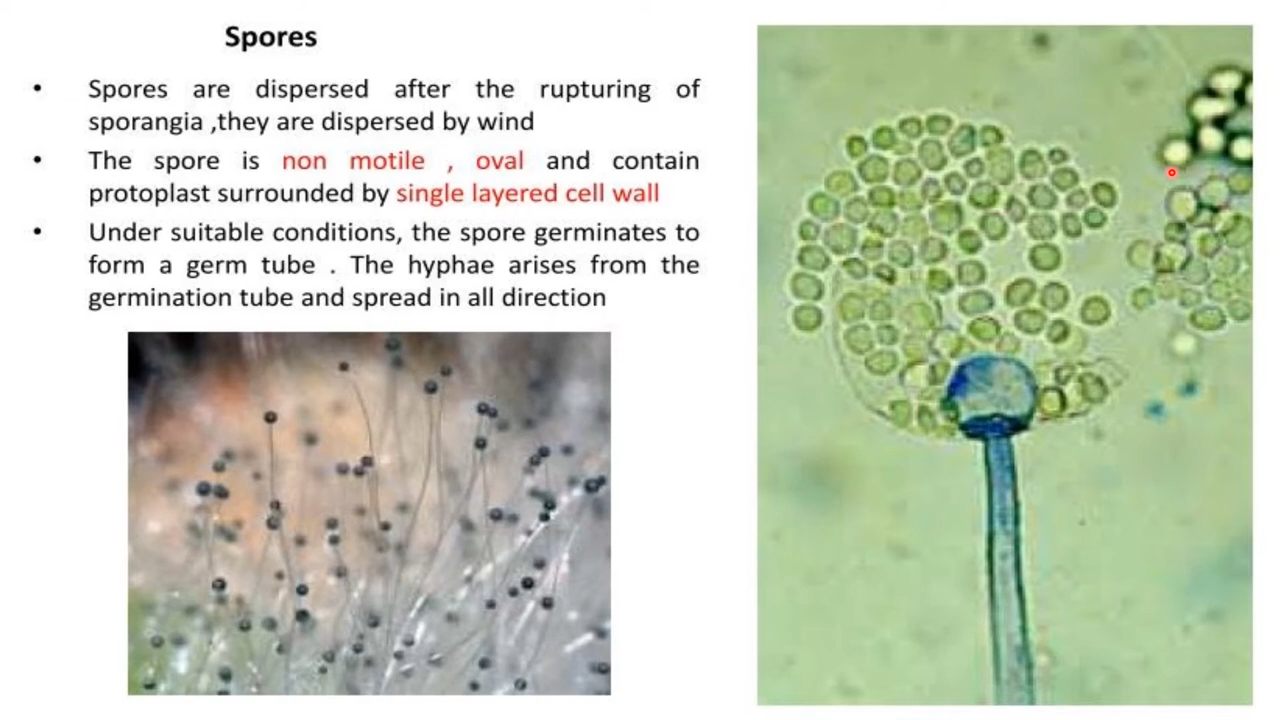 Spores
• Spores are dispersed after the rupturing of
sporangia ,they are dispersed by wind
• The spore is non motile , oval and contain
protoplast surrounded by single layered cell wall
• Under suitable conditions, the spore germinates to
form a germ tube . The hyphae arises from the
germination tube and spread in all direction